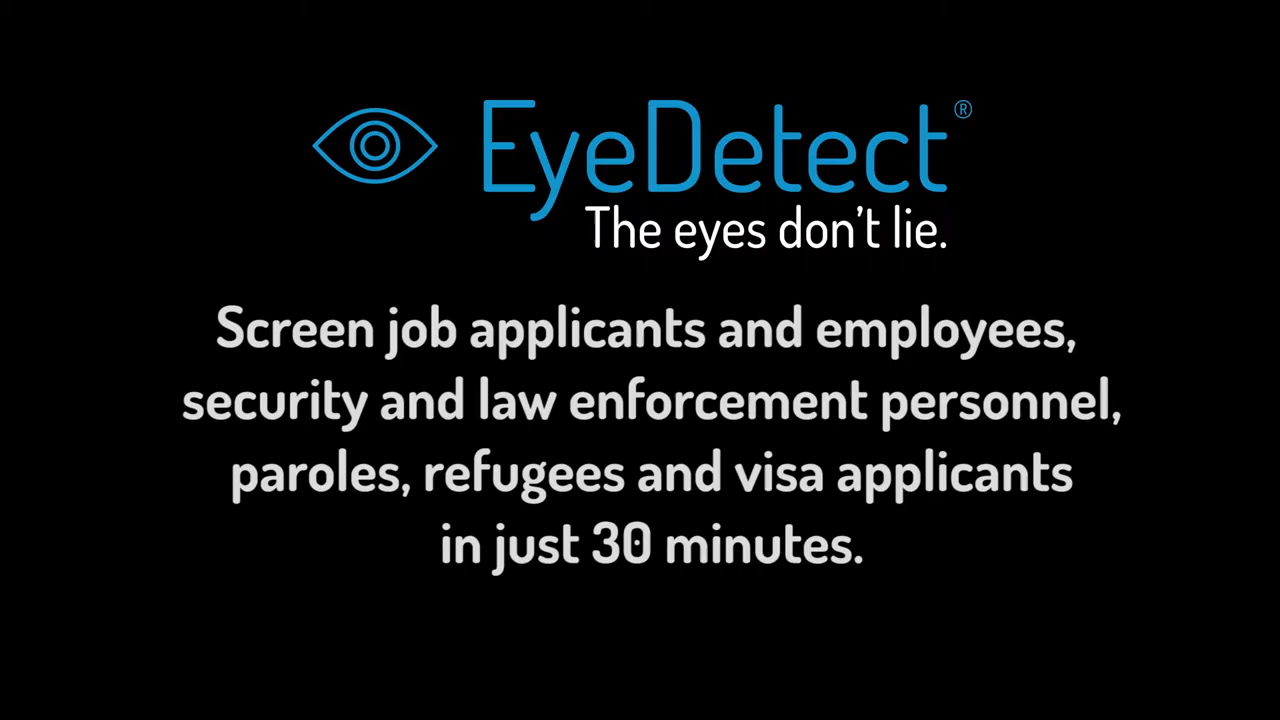 EyeDetect®
The eyes don't lie.
Screen job applicants and employees,
security and law enforcement personnel,
paroles, refugees and visa applicants
in just 30 minutes.